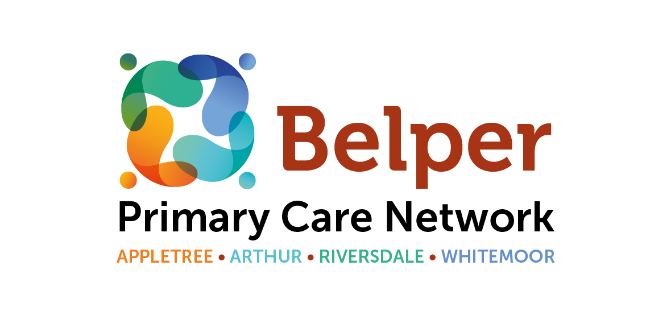 Belper
Primary Care Network
APPLETREE • ARTHUR • RIVERSDALE • WHITEMOOR